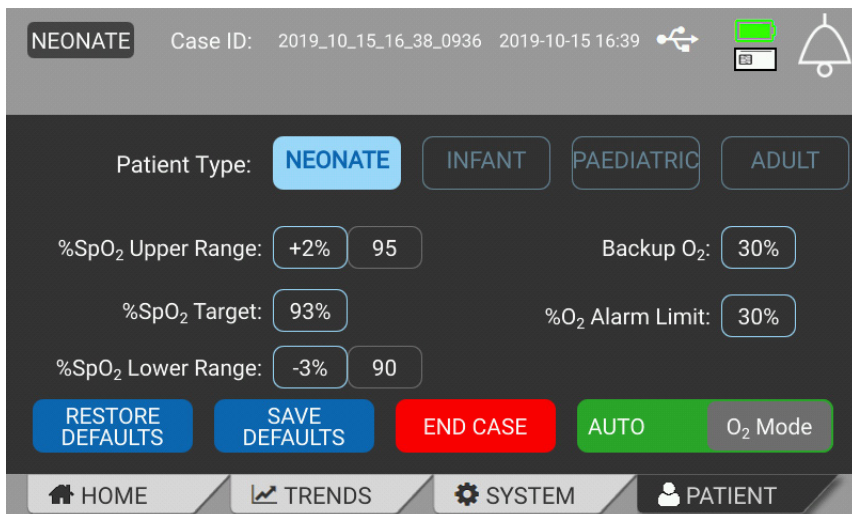 NEONATE Case ID: 2019_10_15_16_38_0936 2019-10-15 16:39
Patient Type: NEONATE INFANT PAEDIATRIC ADULT
%SpO₂ Upper Range: +2% 95 Backup O₂: 30%
%SpO₂ Target: 93% %O₂ Alarm Limit: 30%
%SpO₂ Lower Range: -3% 90
RESTORE DEFAULTS SAVE DEFAULTS END CASE AUTO O₂ Mode
HOME TRENDS SYSTEM PATIENT